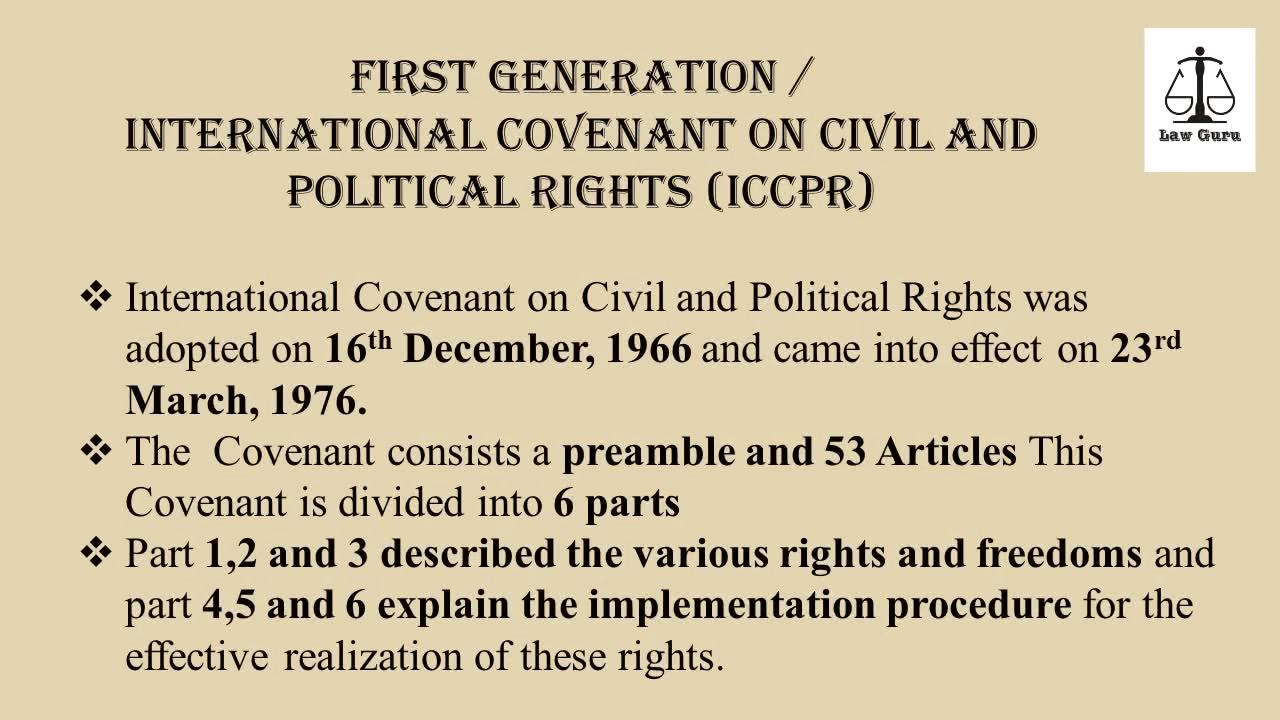 FIRST GENERATION /
INTERNATIONAL COVENANT ON CIVIL AND
POLITICAL RIGHTS (ICCPR)
Law Guru
❖ International Covenant on Civil and Political Rights was
adopted on 16th December, 1966 and came into effect on 23rd
March, 1976.
❖ The Covenant consists a preamble and 53 Articles This
Covenant is divided into 6 parts
❖ Part 1,2 and 3 described the various rights and freedoms and
part 4,5 and 6 explain the implementation procedure for the
effective realization of these rights.